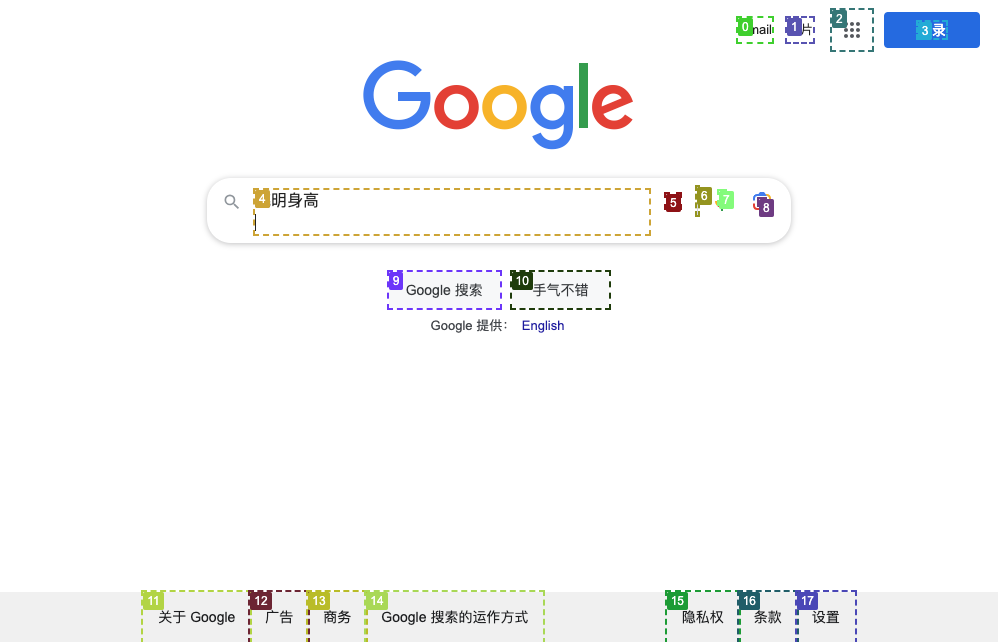 0 mail 1 片 2 3 录
Google
4 明身高 5 6 7 8
9 Google 搜索 10 手气不错
Google 提供： English
11 关于 Google 12 广告 13 商务 14 Google 搜索的运作方式 15 隐私权 16 条款 17 设置